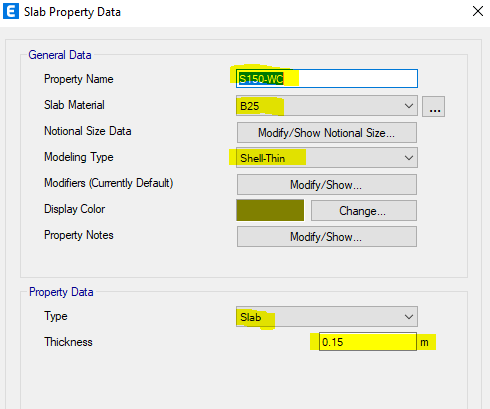 E Slab Property Data
General Data
Property Name S150-WC
Slab Material B25 ...
Notional Size Data Modify/Show Notional Size...
Modeling Type Shell-Thin
Modifiers (Currently Default) Modify/Show...
Display Color Change...
Property Notes Modify/Show...
Property Data
Type Slab
Thickness 0.15 m